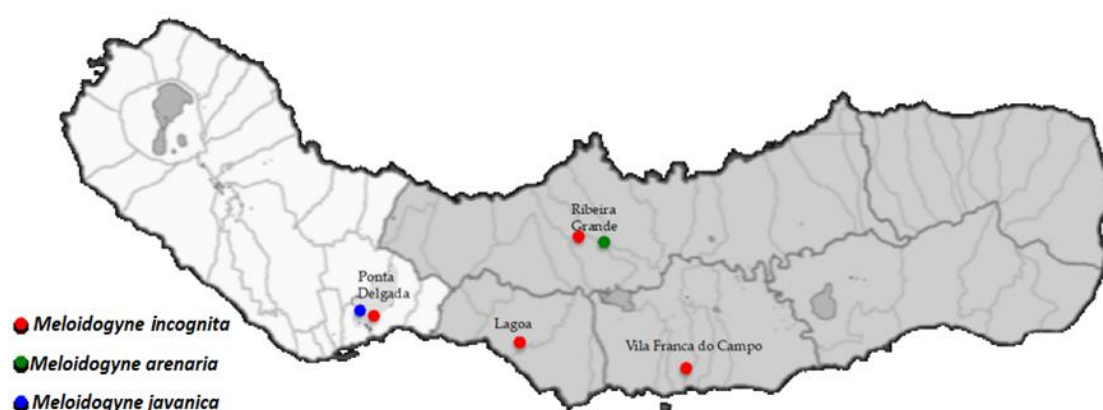 Ribeira
Grande
Ponta
Delgada
Lagoa
Vila Franca do Campo
Meloidogyne incognita
Meloidogyne arenaria
Meloidogyne javanica